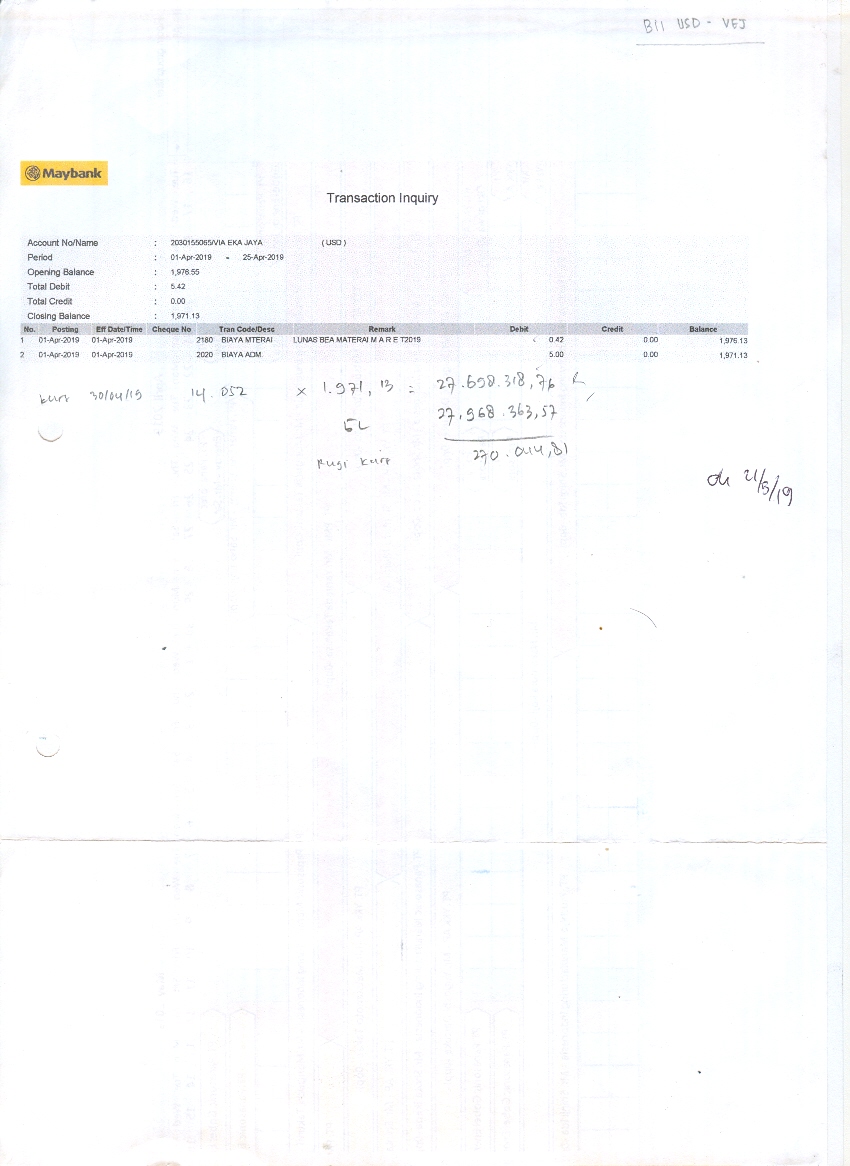 BII USD - VEJ
Maybank
Transaction Inquiry
Account No/Name : 2030155065/VIA EKA JAYA ( USD )
Period : 01-Apr-2019 - 25-Apr-2019
Opening Balance : 1,976.55
Total Debit : 5.42
Total Credit : 0.00
Closing Balance : 1,971.13
No. Posting Eff Date/Time Cheque No Tran Code/Desc Remark Debit Credit Balance
1 01-Apr-2019 01-Apr-2019 2180 BIAYA MTERAI LUNAS BEA MATERAI M A R E T2019 0.42 0.00 1,976.13
2 01-Apr-2019 01-Apr-2019 2020 BIAYA ADM. 5.00 0.00 1,971.13
kurs 30/04/19 14.052 × 1.971,13 = 27.698.318,76
GL 27.968.363,57
Rugi kurs 270.044,81
21/5/19